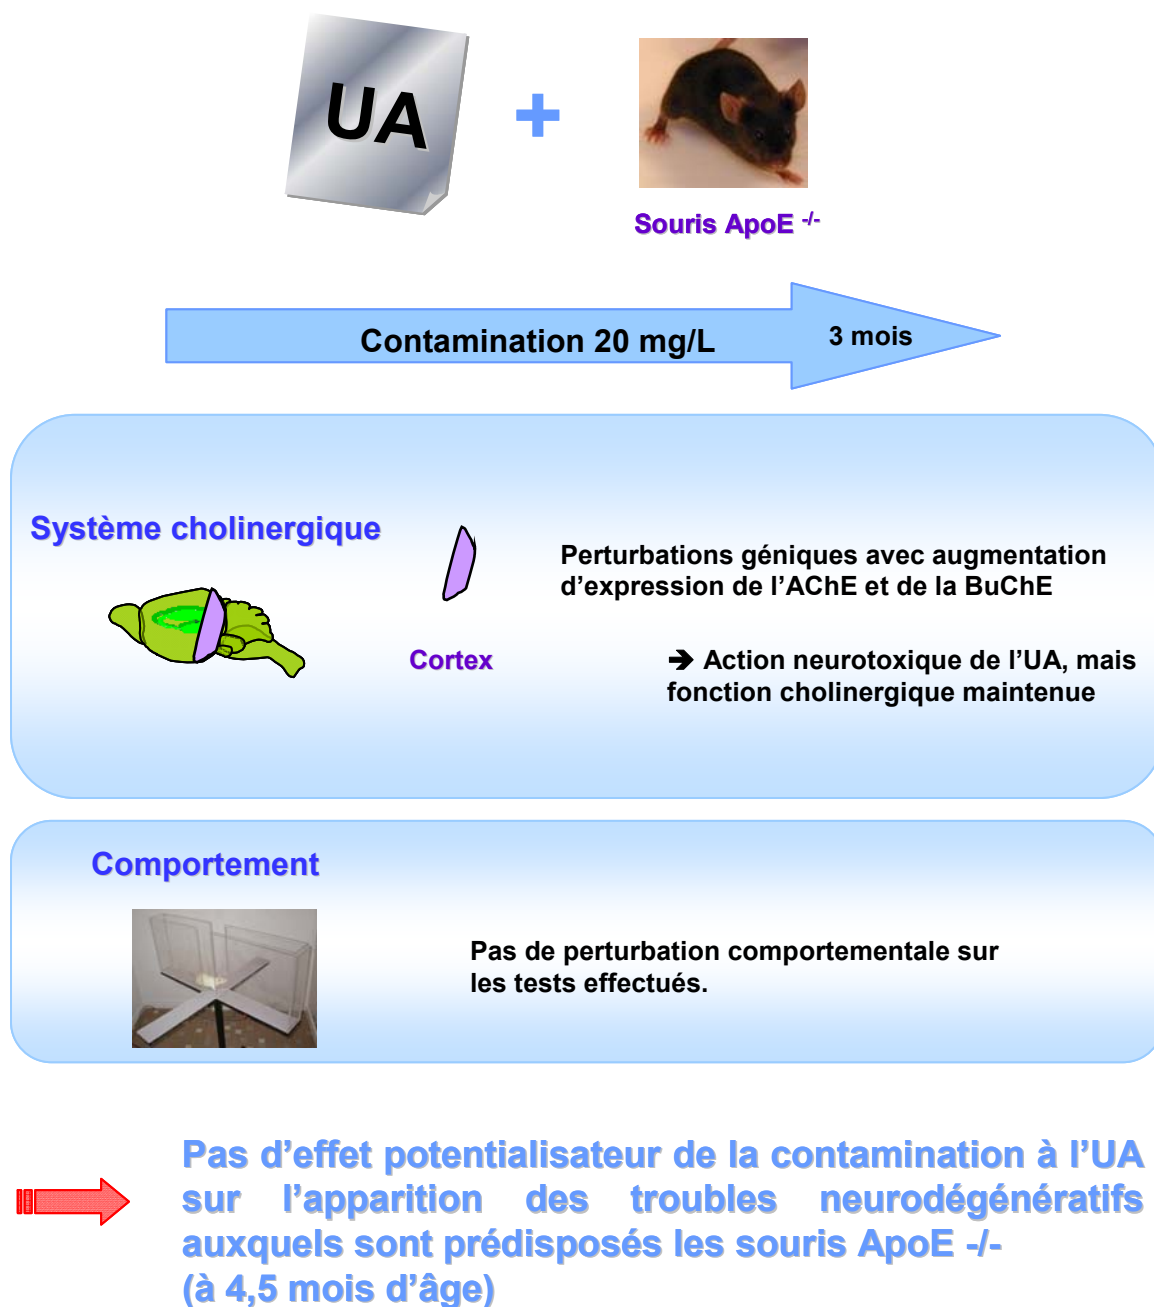 UA
+
Souris ApoE -/-
Contamination 20 mg/L
3 mois
Système cholinergique
Cortex
Perturbations géniques avec augmentation
d'expression de l'AChE et de la BuChE
➔ Action neurotoxique de l'UA, mais
fonction cholinergique maintenue
Comportement
Pas de perturbation comportementale sur
les tests effectués.
Pas d'effet potentialisateur de la contamination à l'UA
sur l'apparition des troubles neurodégénératifs
auxquels sont prédisposés les souris ApoE -/-
(à 4,5 mois d'âge)